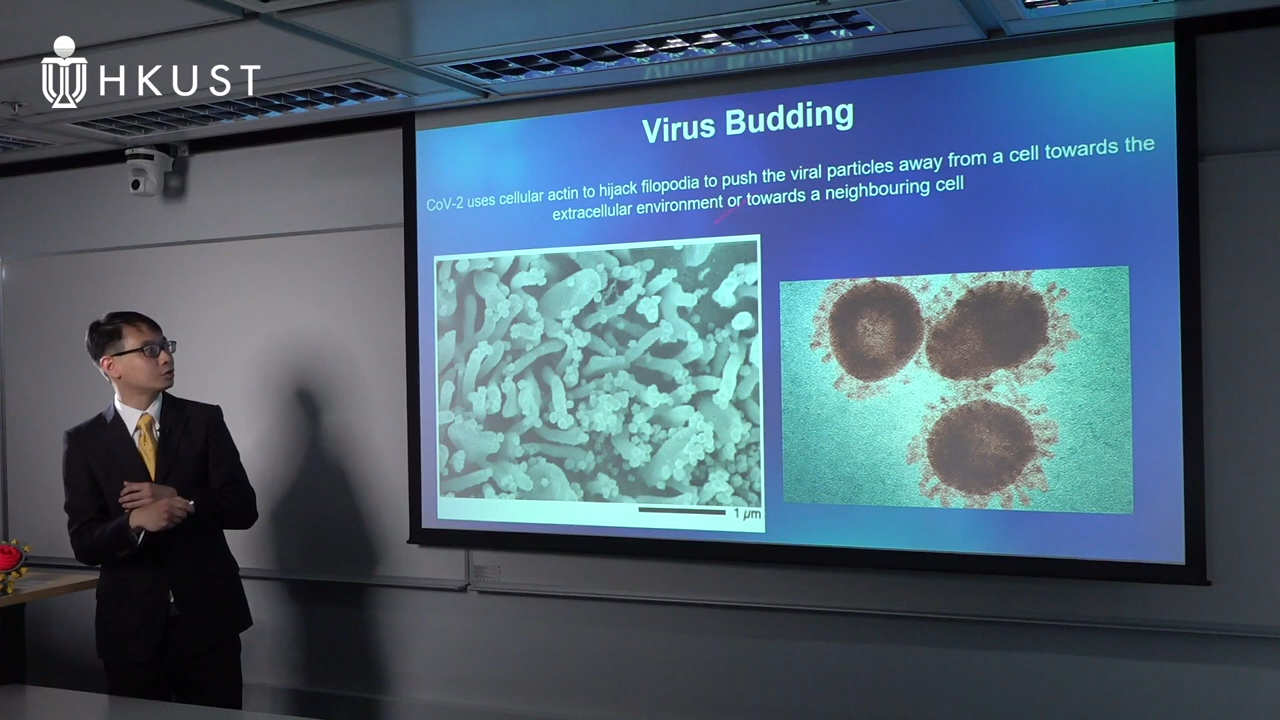 HKUST
Virus Budding
CoV-2 uses cellular actin to hijack filopodia to push the viral particles away from a cell towards the
extracellular environment or towards a neighbouring cell
1 µm